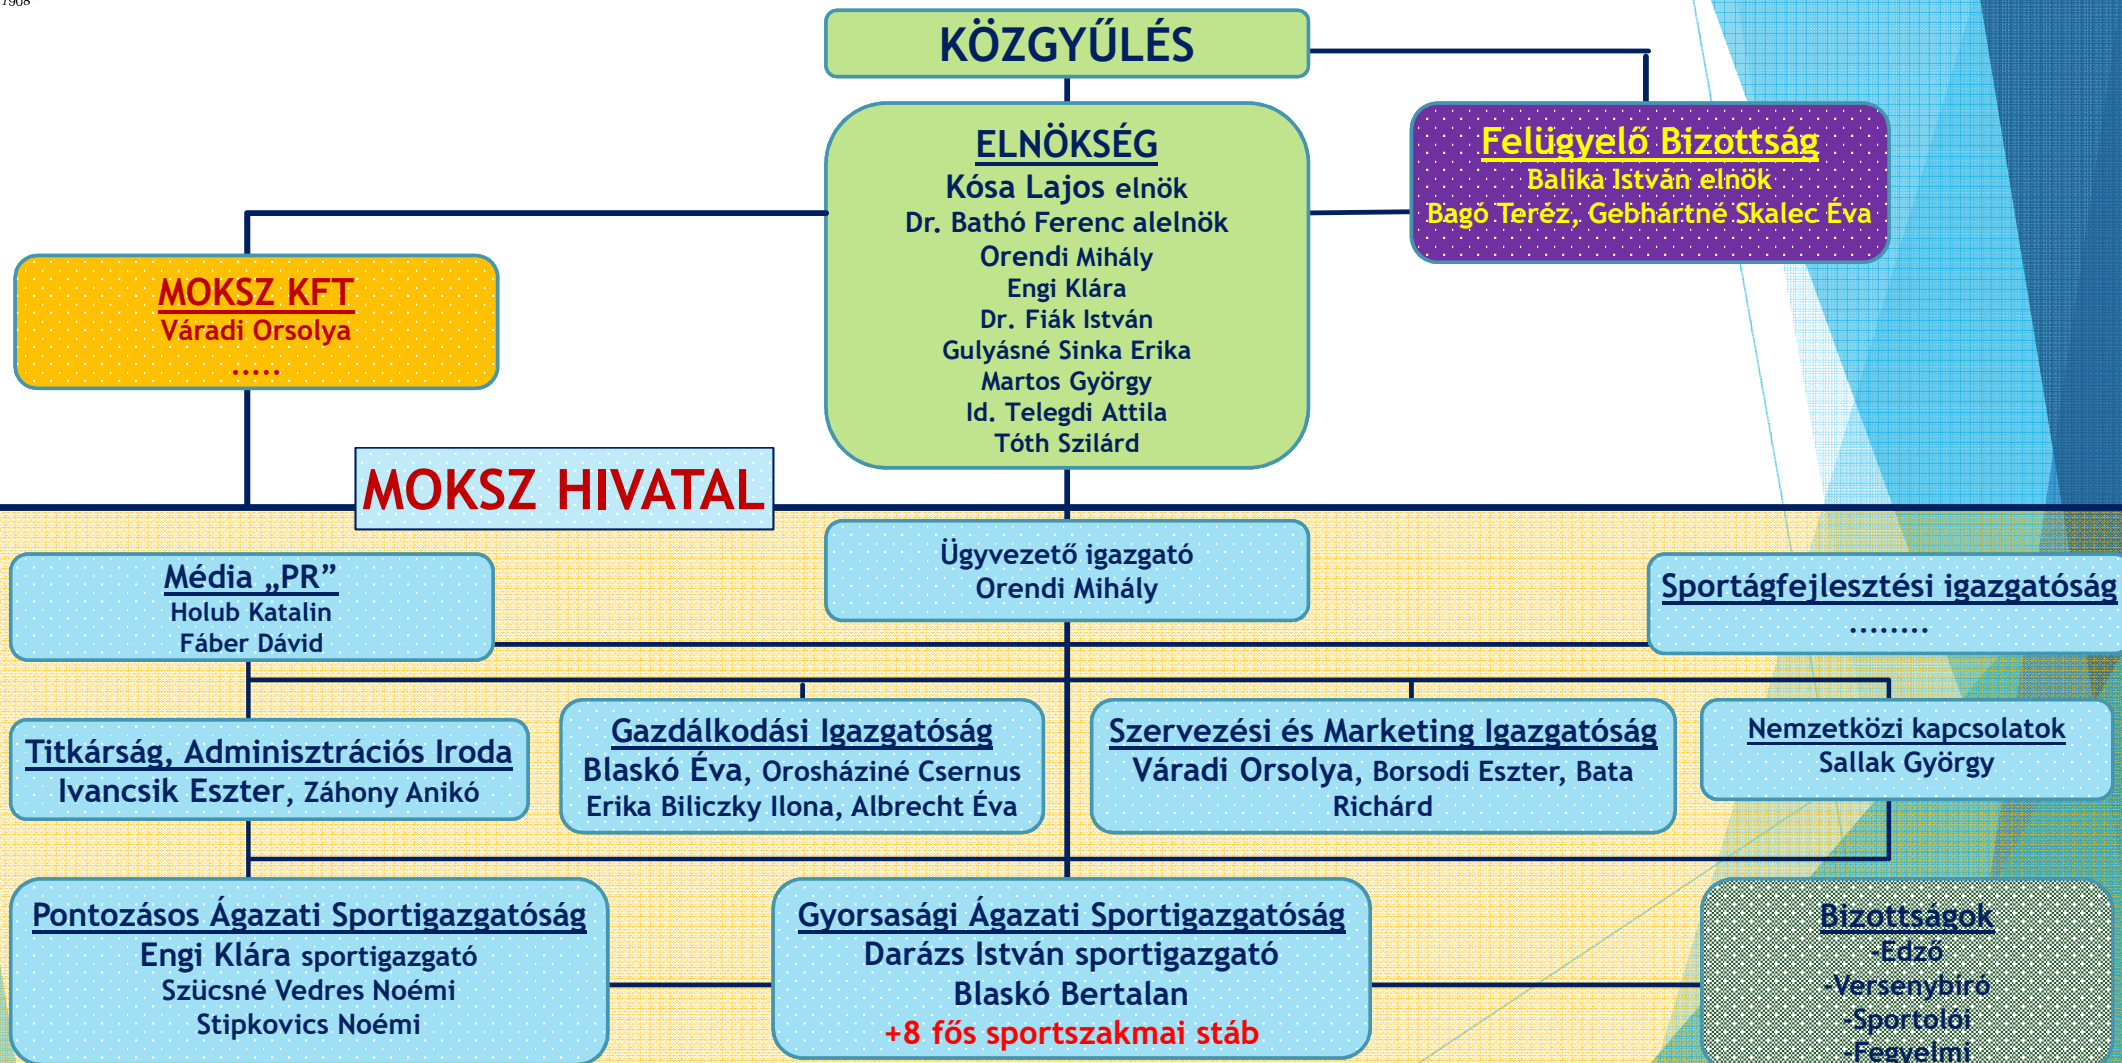 1908
KÖZGYŰLÉS
ELNÖKSÉG
Kósa Lajos elnök
Dr. Bathó Ferenc alelnök
Orendi Mihály
Engi Klára
Dr. Fiák István
Gulyásné Sinka Erika
Martos György
Id. Telegdi Attila
Tóth Szilárd
Felügyelő Bizottság
Balika István elnök
Bagó Teréz, Gebhártné Skalec Éva
MOKSZ KFT
Váradi Orsolya
.....
MOKSZ HIVATAL
Ügyvezető igazgató
Orendi Mihály
Média „PR”
Holub Katalin
Fáber Dávid
Sportágfejlesztési igazgatóság
........
Titkárság, Adminisztrációs Iroda
Ivancsik Eszter, Záhony Anikó
Gazdálkodási Igazgatóság
Blaskó Éva, Orosháziné Csernus
Erika Biliczky Ilona, Albrecht Éva
Szervezési és Marketing Igazgatóság
Váradi Orsolya, Borsodi Eszter, Bata
Richárd
Nemzetközi kapcsolatok
Sallak György
Pontozásos Ágazati Sportigazgatóság
Engi Klára sportigazgató
Szücsné Vedres Noémi
Stipkovics Noémi
Gyorsasági Ágazati Sportigazgatóság
Darázs István sportigazgató
Blaskó Bertalan
+8 fős sportszakmai stáb
Bizottságok
-Edző
-Versenybíró
-Sportolói
-Fegyelmi